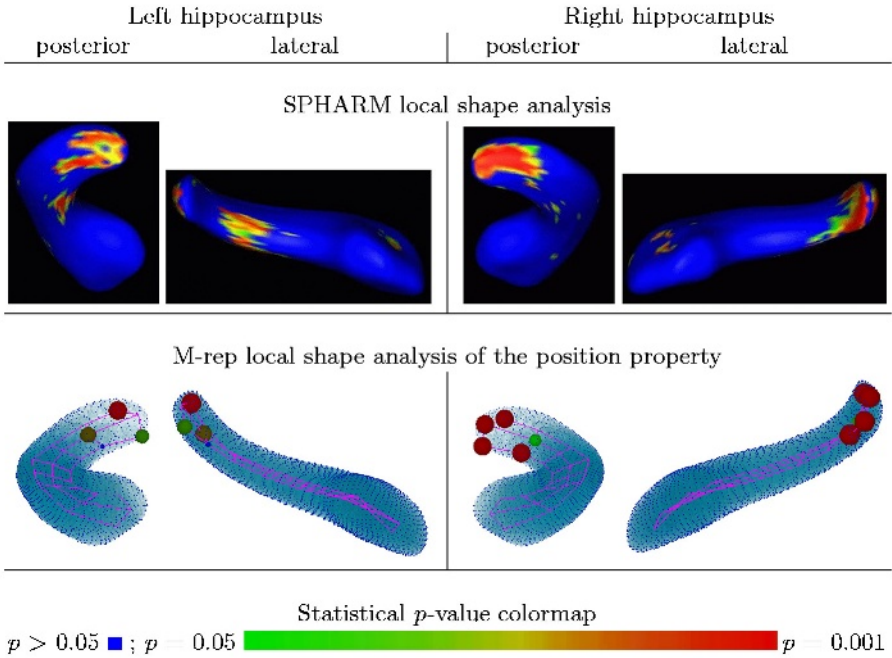 Left hippocampus Right hippocampus
posterior lateral posterior lateral
SPHARM local shape analysis
M-rep local shape analysis of the position property
Statistical p-value colormap
p > 0.05 ; p = 0.05 p = 0.001